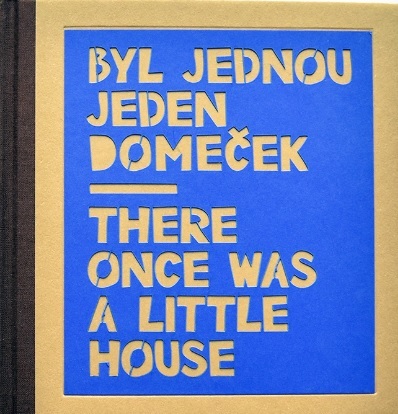 BYL JEDNOU
JEDEN
DOMEČEK
THERE
ONCE WAS
A LITTLE
HOUSE